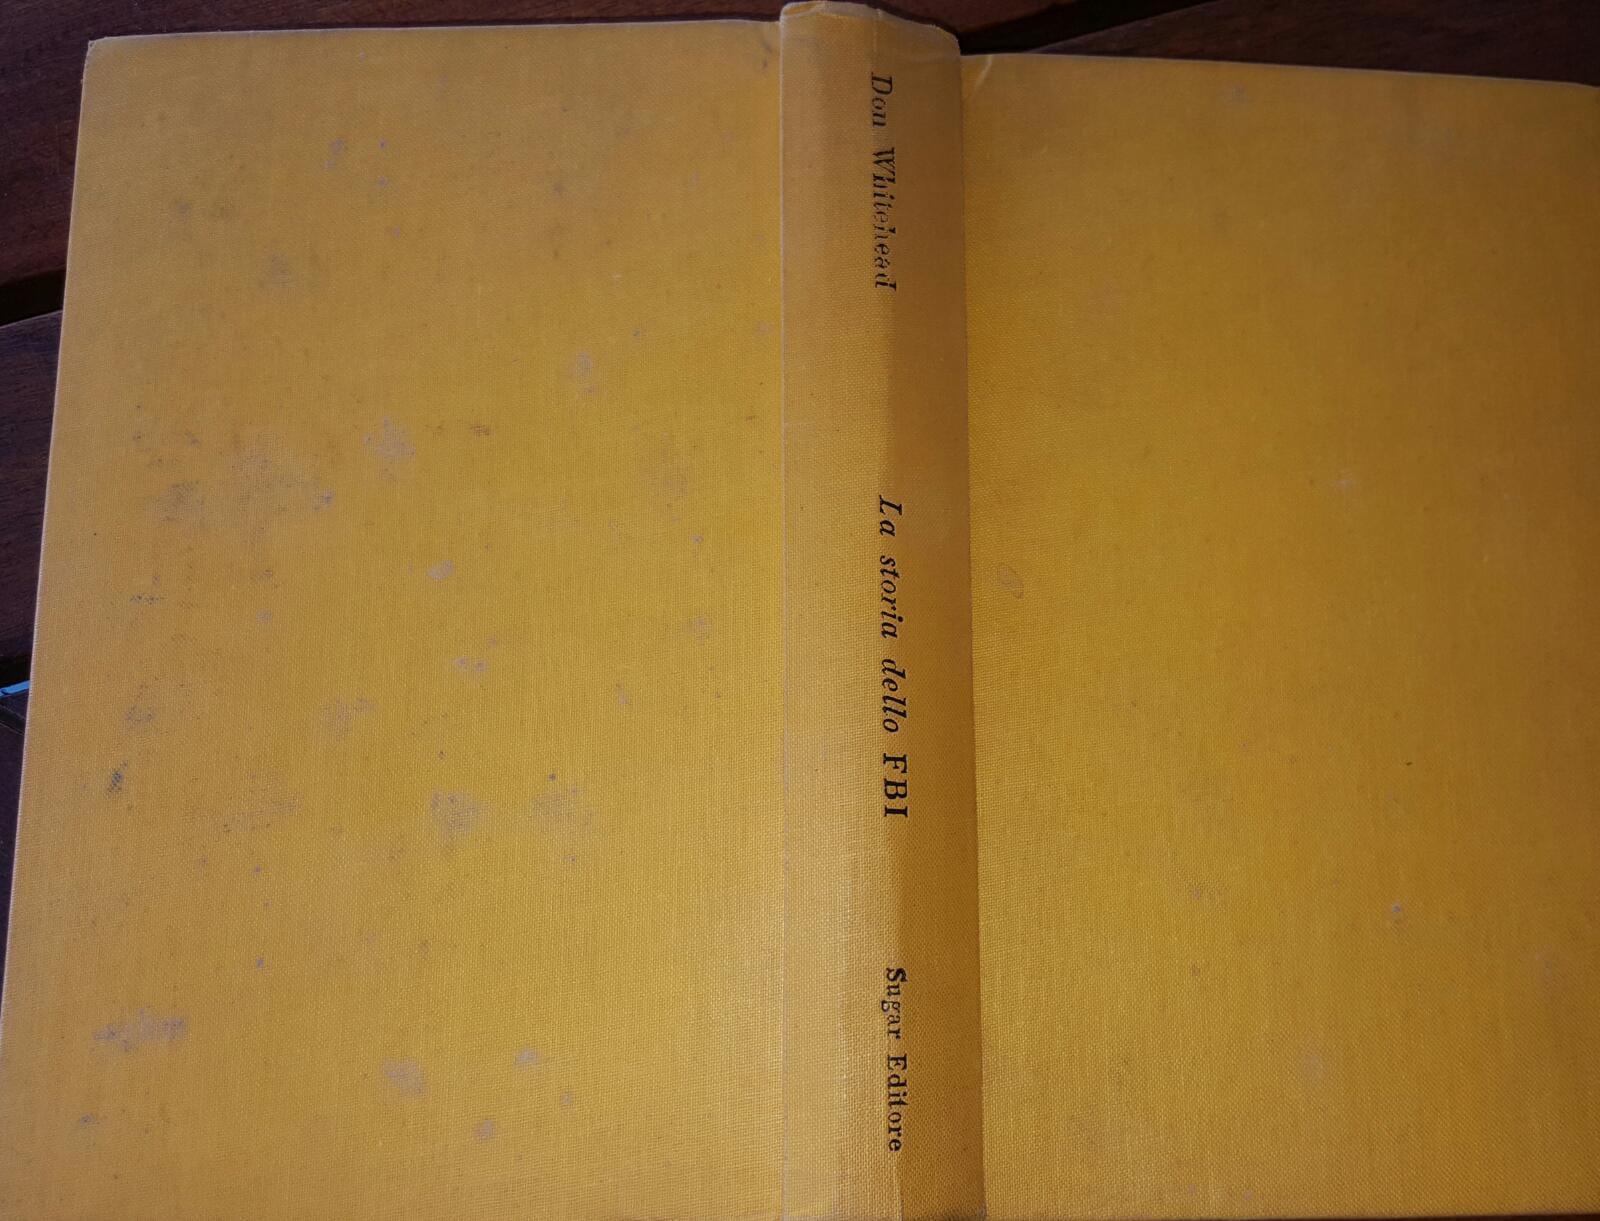 Don Whitehead
La storia dello FBI
Sugar Editore